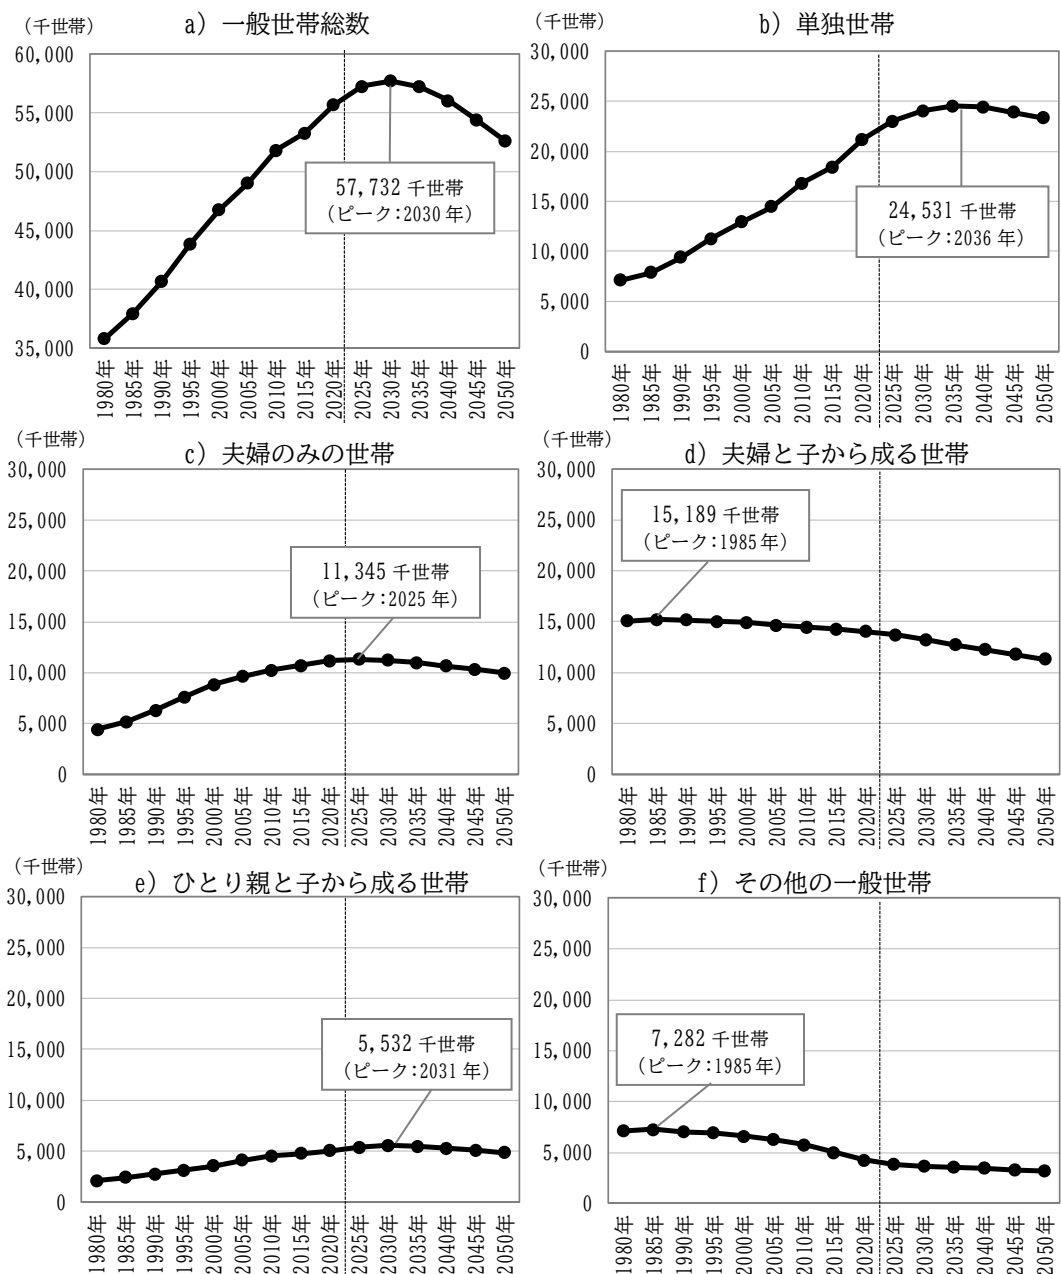 （千世帯）
a) 一般世帯総数
60,000
55,000
50,000
45,000
40,000
35,000
57,732 千世帯
（ピーク：2030 年）
1980年
1985年
1990年
1995年
2000年
2005年
2010年
2015年
2020年
2025年
2030年
2035年
2040年
2045年
2050年
（千世帯）
b) 単独世帯
30,000
25,000
20,000
15,000
10,000
5,000
0
24,531 千世帯
（ピーク：2036 年）
1980年
1985年
1990年
1995年
2000年
2005年
2010年
2015年
2020年
2025年
2030年
2035年
2040年
2045年
2050年
（千世帯）
c) 夫婦のみの世帯
30,000
25,000
20,000
15,000
10,000
5,000
0
11,345 千世帯
（ピーク：2025 年）
1980年
1985年
1990年
1995年
2000年
2005年
2010年
2015年
2020年
2025年
2030年
2035年
2040年
2045年
2050年
（千世帯）
d) 夫婦と子から成る世帯
30,000
25,000
20,000
15,000
10,000
5,000
0
15,189 千世帯
（ピーク：1985 年）
1980年
1985年
1990年
1995年
2000年
2005年
2010年
2015年
2020年
2025年
2030年
2035年
2040年
2045年
2050年
（千世帯）
e) ひとり親と子から成る世帯
30,000
25,000
20,000
15,000
10,000
5,000
0
5,532 千世帯
（ピーク：2031 年）
1980年
1985年
1990年
1995年
2000年
2005年
2010年
2015年
2020年
2025年
2030年
2035年
2040年
2045年
2050年
（千世帯）
f) その他の一般世帯
30,000
25,000
20,000
15,000
10,000
5,000
0
7,282 千世帯
（ピーク：1985 年）
1980年
1985年
1990年
1995年
2000年
2005年
2010年
2015年
2020年
2025年
2030年
2035年
2040年
2045年
2050年